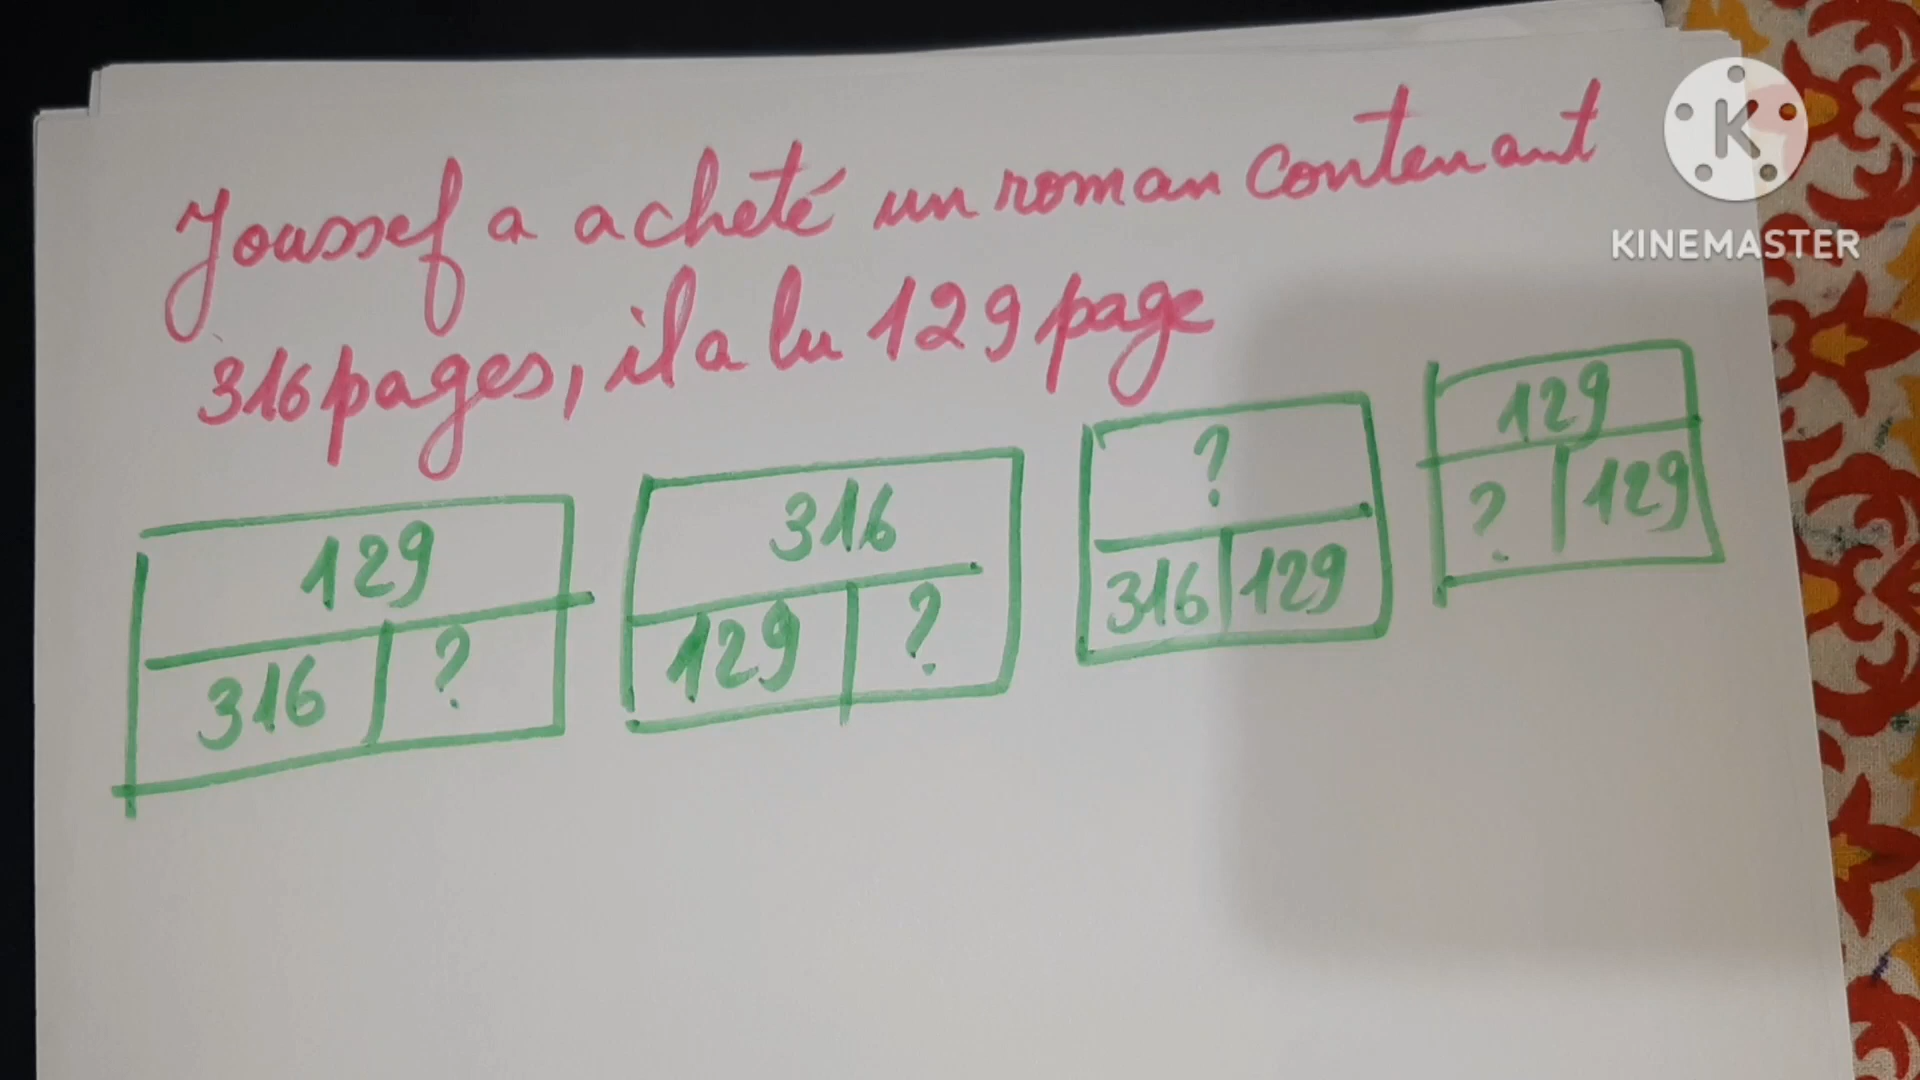 Youssef a acheté un roman contenant
316 pages, il a lu 129 page
129
316 ?
316
129 ?
?
316 129
129
? 129
K
KINEMASTER